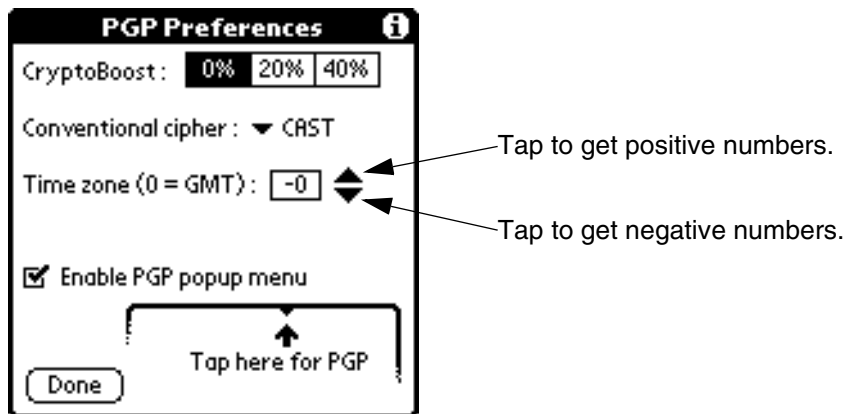 PGP Preferences i
CryptoBoost: 0% 20% 40%
Conventional cipher: CAST
Time zone (0 = GMT): -0
Tap to get positive numbers.
Tap to get negative numbers.
Enable PGP popup menu
Tap here for PGP
Done